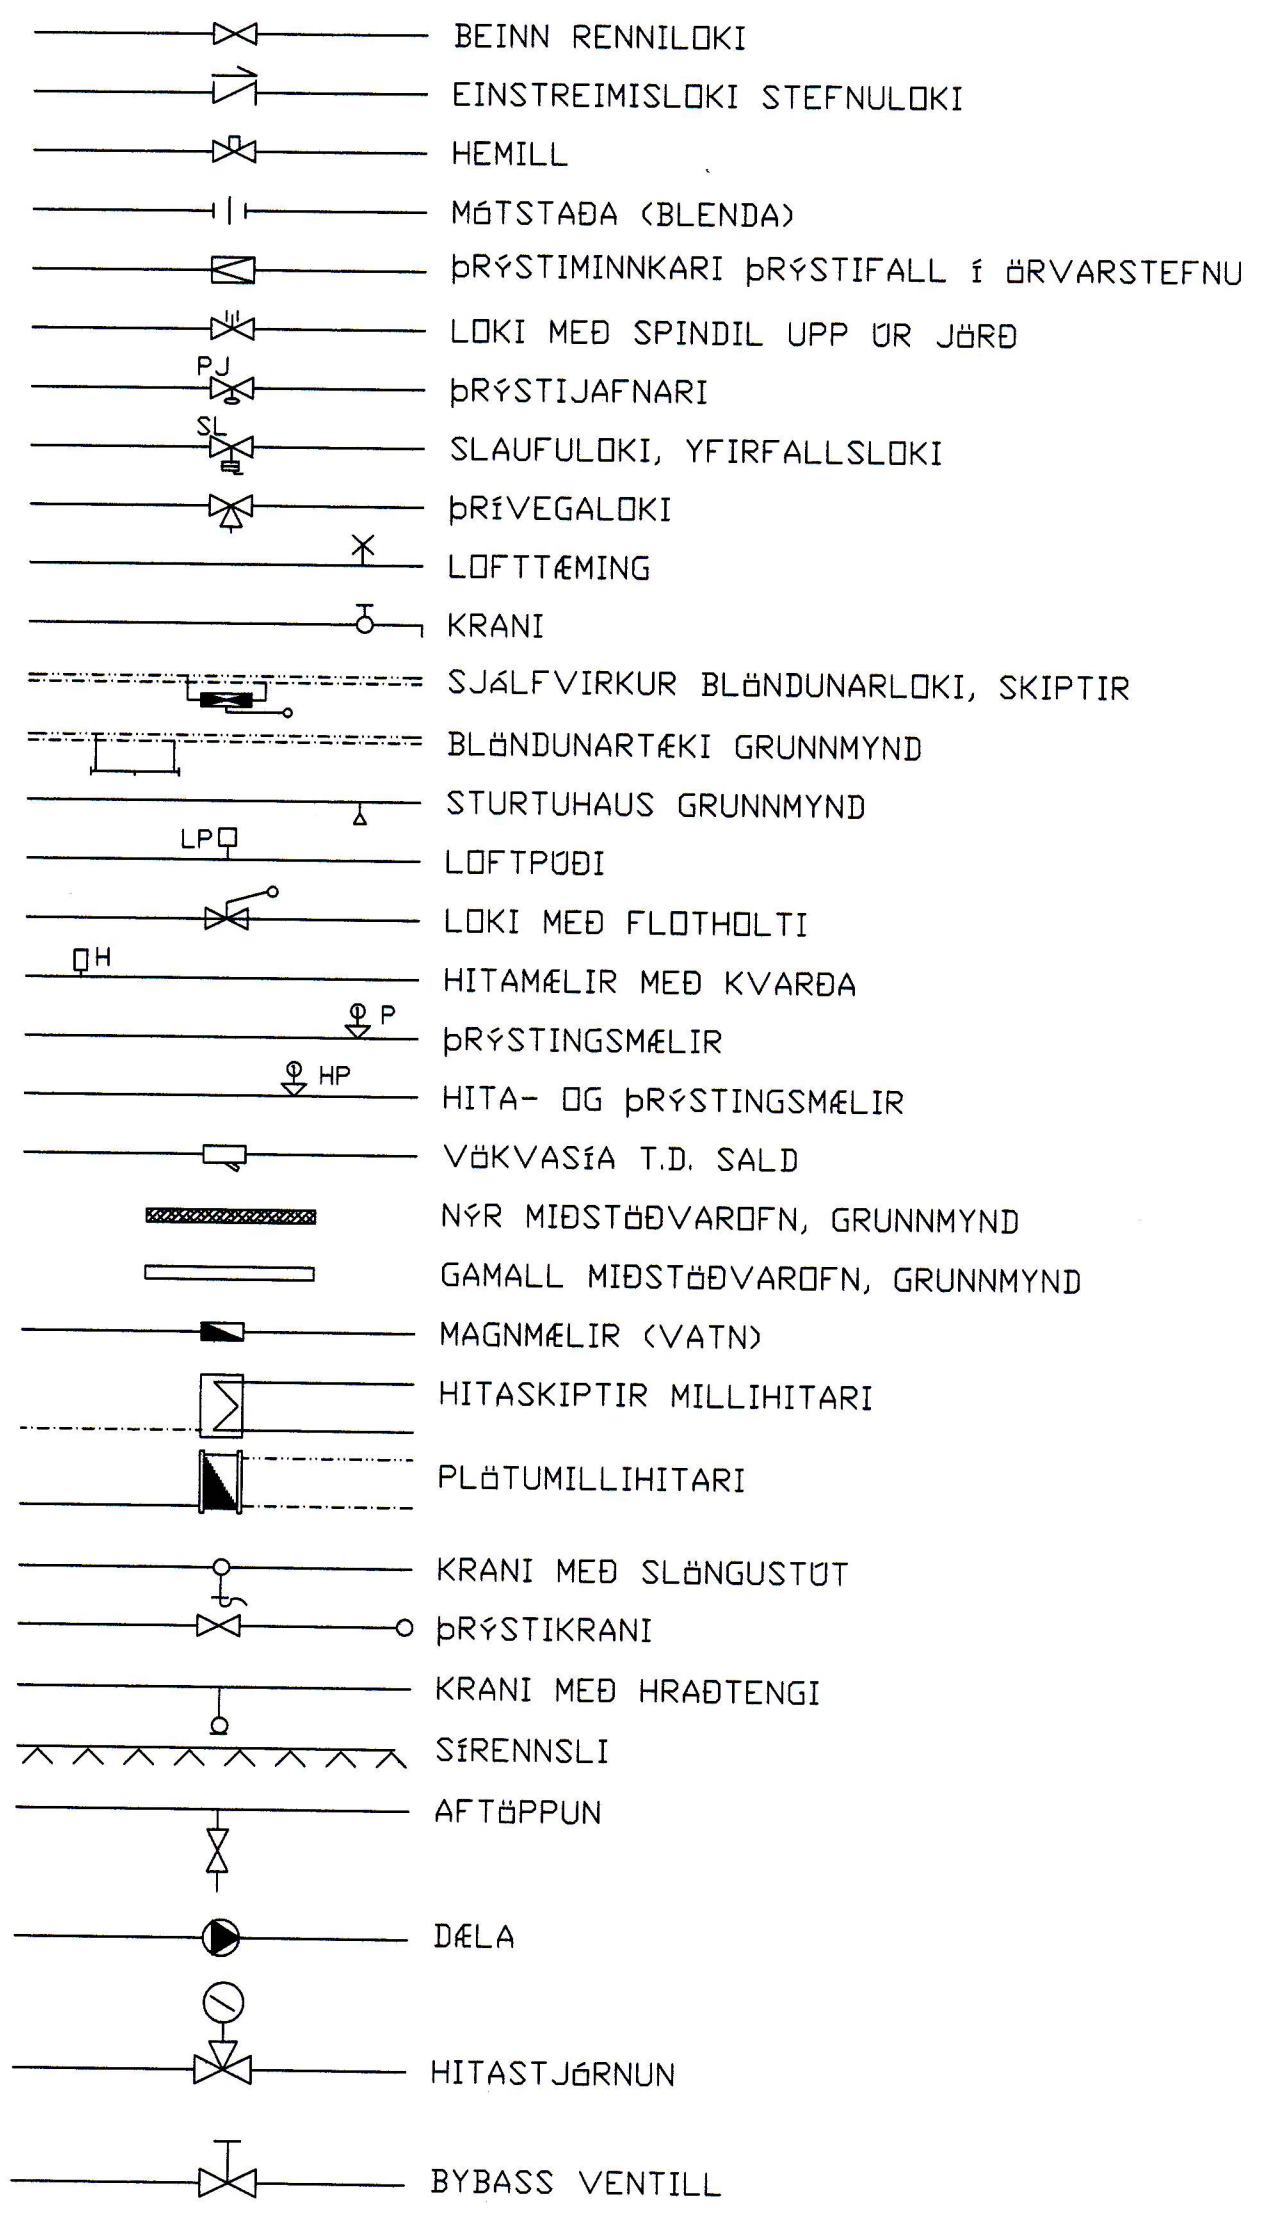 BEINN RENNILOKI
EINSTREIMISLOKI STEFNULOKI
HEMILL
MÓTSTAÐA (BLENDA)
ÞRÝSTIMINNKARI ÞRÝSTIFALL Í ÖRVARSTEFNU
LOKI MEÐ SPINDIL UPP ÚR JÖRÐ
PJ
ÞRÝSTIJAFNARI
SL
SLAUFULOKI, YFIRFALLSLOKI
ÞRÍVEGALOKI
LOFTTÆMING
KRANI
SJÁLFVIRKUR BLÖNDUNARLOKI, SKIPTIR
BLÖNDUNARTÆKI GRUNNMYND
STURTUHAUS GRUNNMYND
LP
LOFTPÚÐI
LOKI MEÐ FLOTHOLTI
H
HITAMÆLIR MEÐ KVARÐA
P
ÞRÝSTINGSMÆLIR
HP
HITA- OG ÞRÝSTINGSMÆLIR
VÖKVASÍA T.D. SALD
NÝR MIÐSTÖÐVAROFN, GRUNNMYND
GAMALL MIÐSTÖÐVAROFN, GRUNNMYND
MAGNMÆLIR (VATN)
HITASKIPTIR MILLIHITARI
PLÖTUMILLIHITARI
KRANI MEÐ SLÖNGUSTÚT
ÞRÝSTIKRANI
KRANI MEÐ HRAÐTENGI
SÍRENNSLI
AFTÖPPUN
DÆLA
HITASTJÓRNUN
BYBASS VENTILL